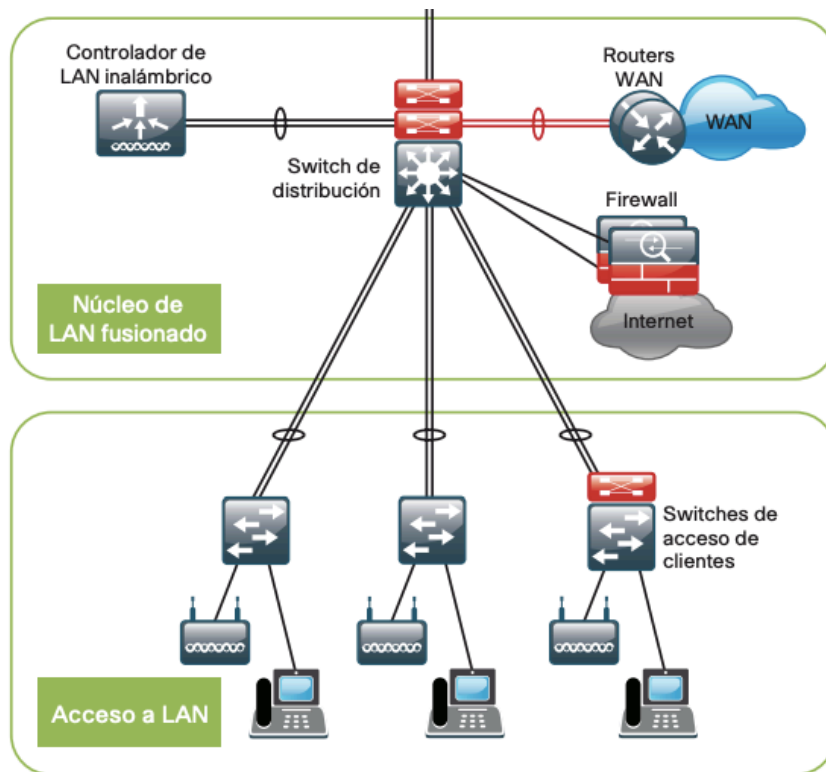 Controlador de
LAN inalámbrico
Routers
WAN
WAN
Switch de
distribución
Firewall
Internet
Núcleo de
LAN fusionado
Switches de
acceso de
clientes
Acceso a LAN